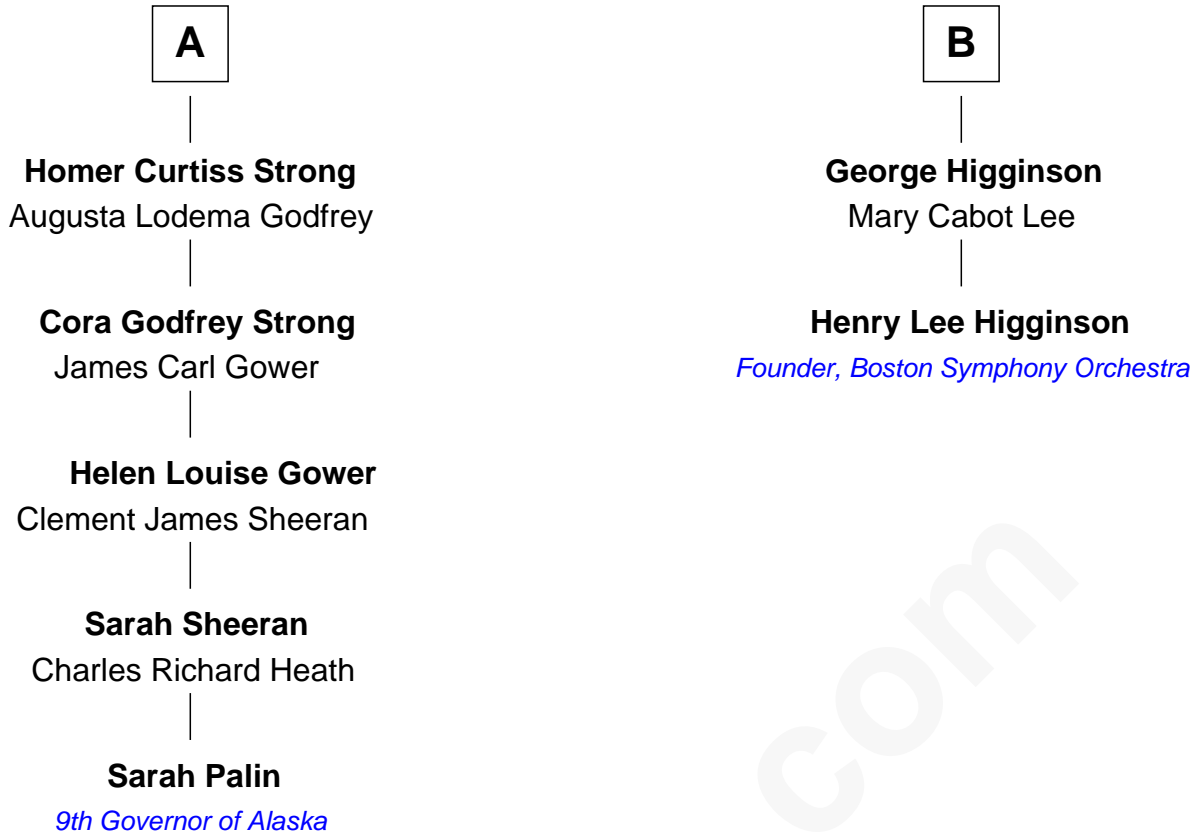 A
Homer Curtiss Strong
Augusta Lodema Godfrey
Cora Godfrey Strong
James Carl Gower
Helen Louise Gower
Clement James Sheeran
Sarah Sheeran
Charles Richard Heath
Sarah Palin
9th Governor of Alaska
B
George Higginson
Mary Cabot Lee
Henry Lee Higginson
Founder, Boston Symphony Orchestra
com